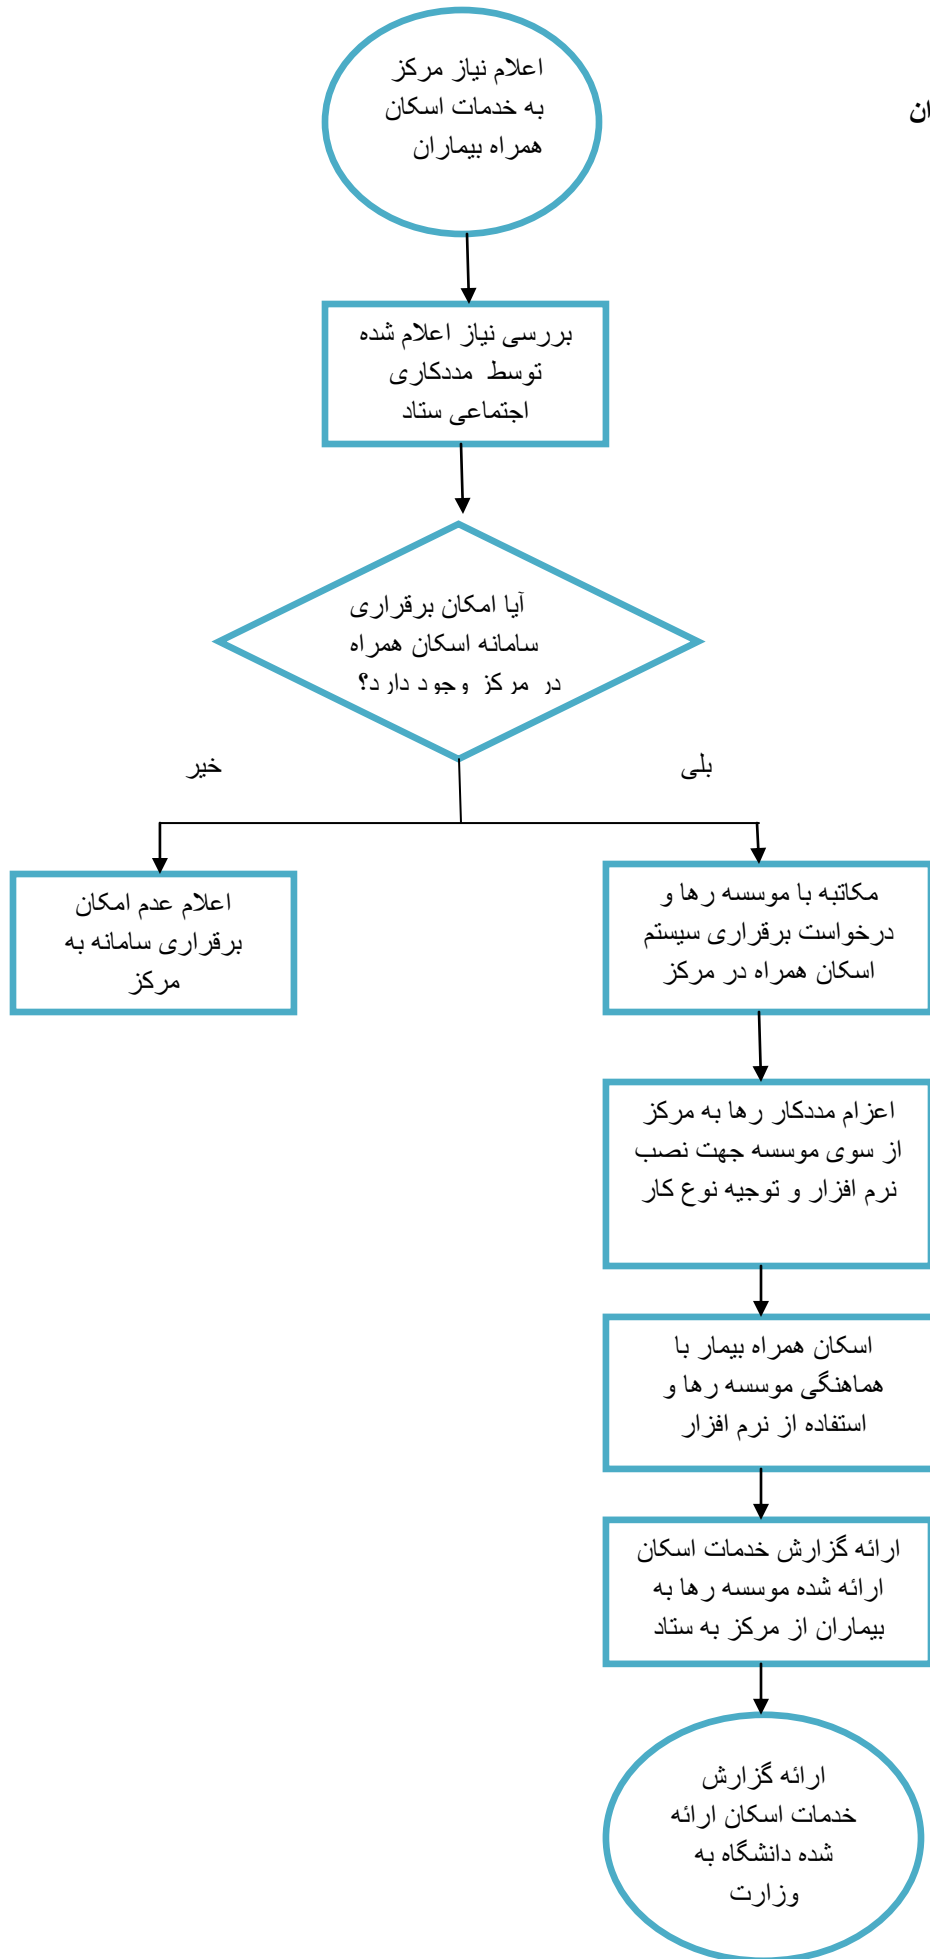 اعلام نیاز مرکز
به خدمات اسکان
همراه بیماران
بررسی نیاز اعلام شده
توسط مددکاری
اجتماعی ستاد
آیا امکان برقراری
سامانه اسکان همراه
در مرکز وجود دارد؟
بلی
خیر
مکاتبه با موسسه رها و
درخواست برقراری سیستم
اسکان همراه در مرکز
اعلام عدم امکان
برقراری سامانه به
مرکز
اعزام مددکار رها به مرکز
از سوی موسسه جهت نصب
نرم افزار و توجیه نوع کار
اسکان همراه بیمار با
هماهنگی موسسه رها و
استفاده از نرم افزار
ارائه گزارش خدمات اسکان
ارائه شده موسسه رها به
بیماران از مرکز به ستاد
ارائه گزارش
خدمات اسکان ارائه
شده دانشگاه به
وزارت